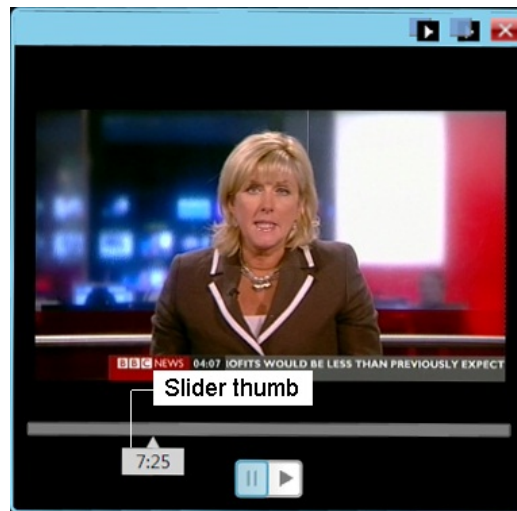 BBC NEWS 04:07 IOFITS WOULD BE LESS THAN PREVIOUSLY EXPECT
Slider thumb
7:25